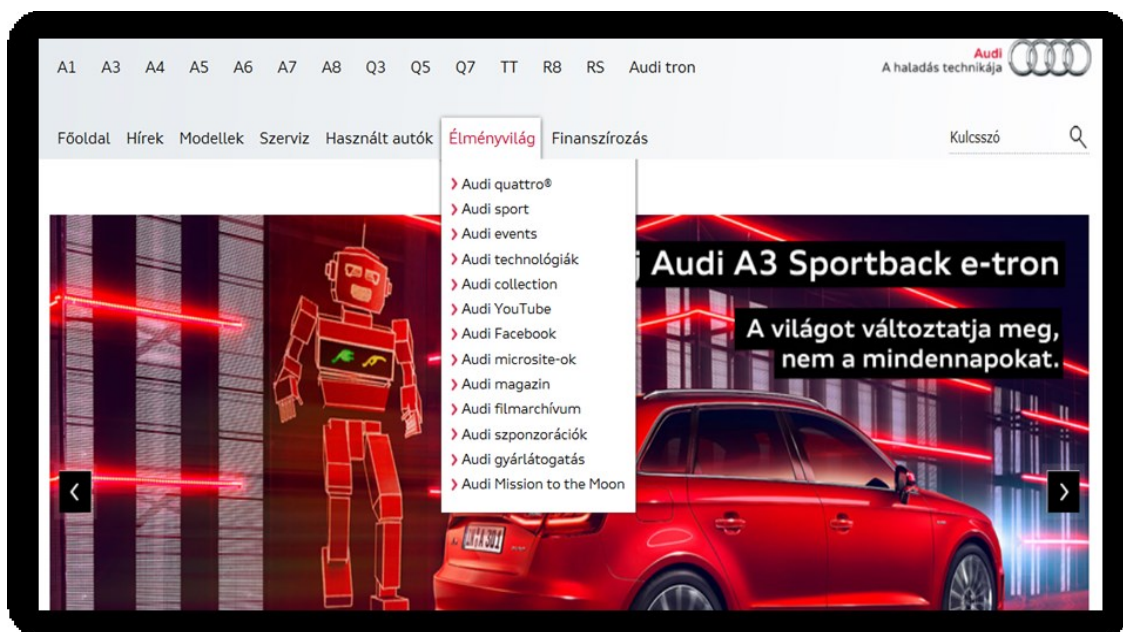 A1 A3 A4 A5 A6 A7 A8 Q3 Q5 Q7 TT R8 RS Audi tron
Audi
A haladás technikája
Főoldal Hírek Modellek Szerviz Használt autók Élményvilág Finanszírozás
Kulcsszó
Audi quattro®
Audi sport
Audi events
Audi technológiák
Audi collection
Audi YouTube
Audi Facebook
Audi microsite-ok
Audi magazin
Audi filmarchívum
Audi szponzorációk
Audi gyárlátogatás
Audi Mission to the Moon
j Audi A3 Sportback e-tron
A világot változtatja meg,
nem a mindennapokat.